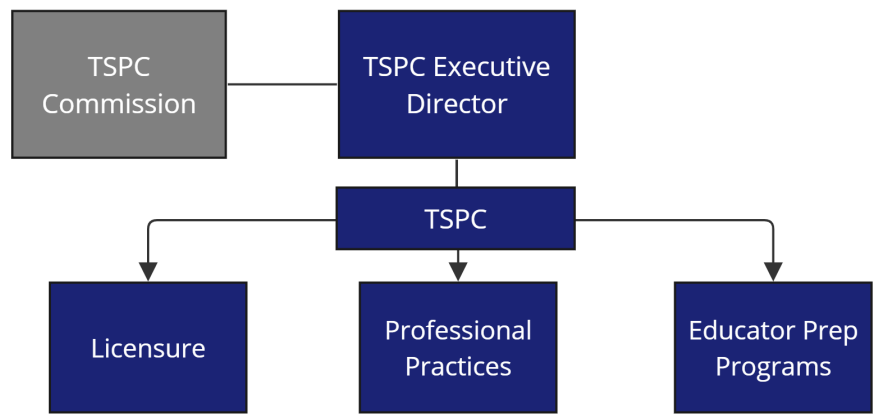 TSPC
Commission
TSPC Executive
Director
TSPC
Licensure
Professional
Practices
Educator Prep
Programs